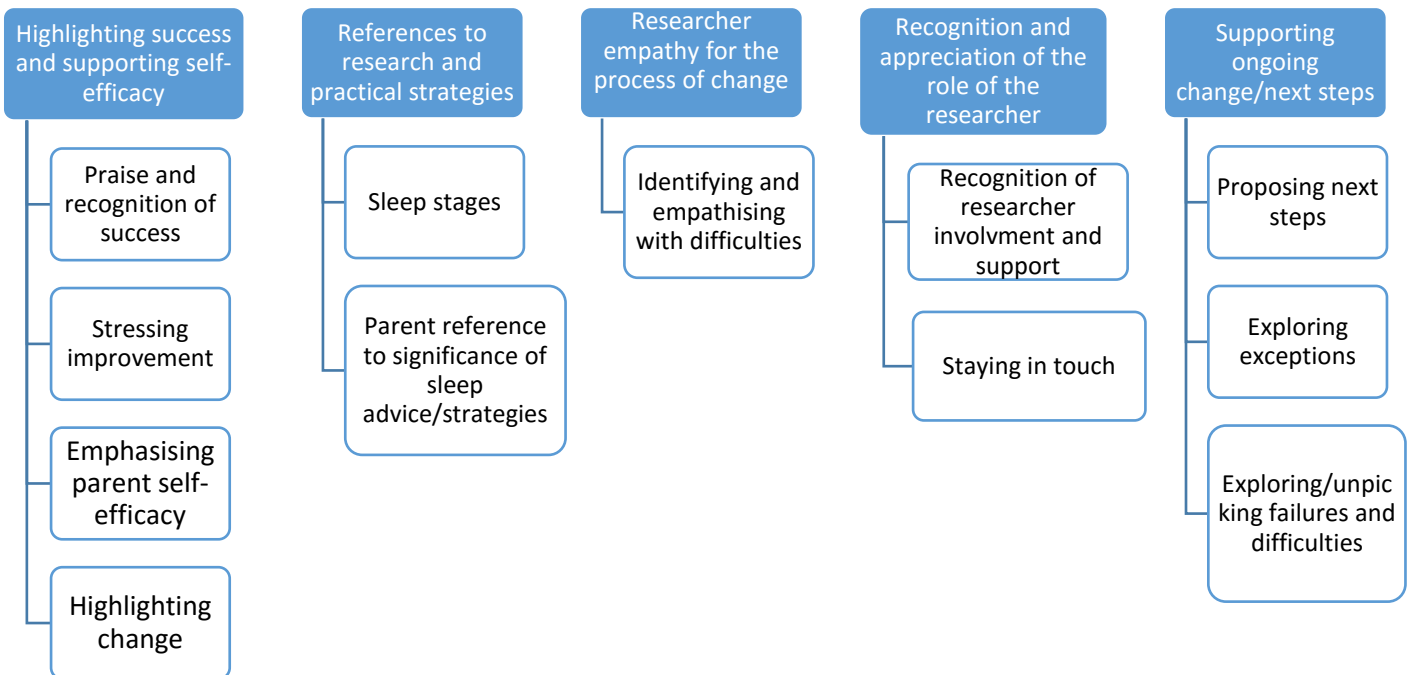 Highlighting success
and supporting self-
efficacy
Praise and
recognition of
success
Stressing
improvement
Emphasising
parent self-
efficacy
Highlighting
change
References to
research and
practical strategies
Sleep stages
Parent reference
to significance of
sleep
advice/strategies
Researcher
empathy for the
process of change
Identifying and
empathising
with difficulties
Recognition and
appreciation of the
role of the
researcher
Recognition of
researcher
involvment and
support
Staying in touch
Supporting
ongoing
change/next steps
Proposing next
steps
Exploring
exceptions
Exploring/unpic
king failures and
difficulties